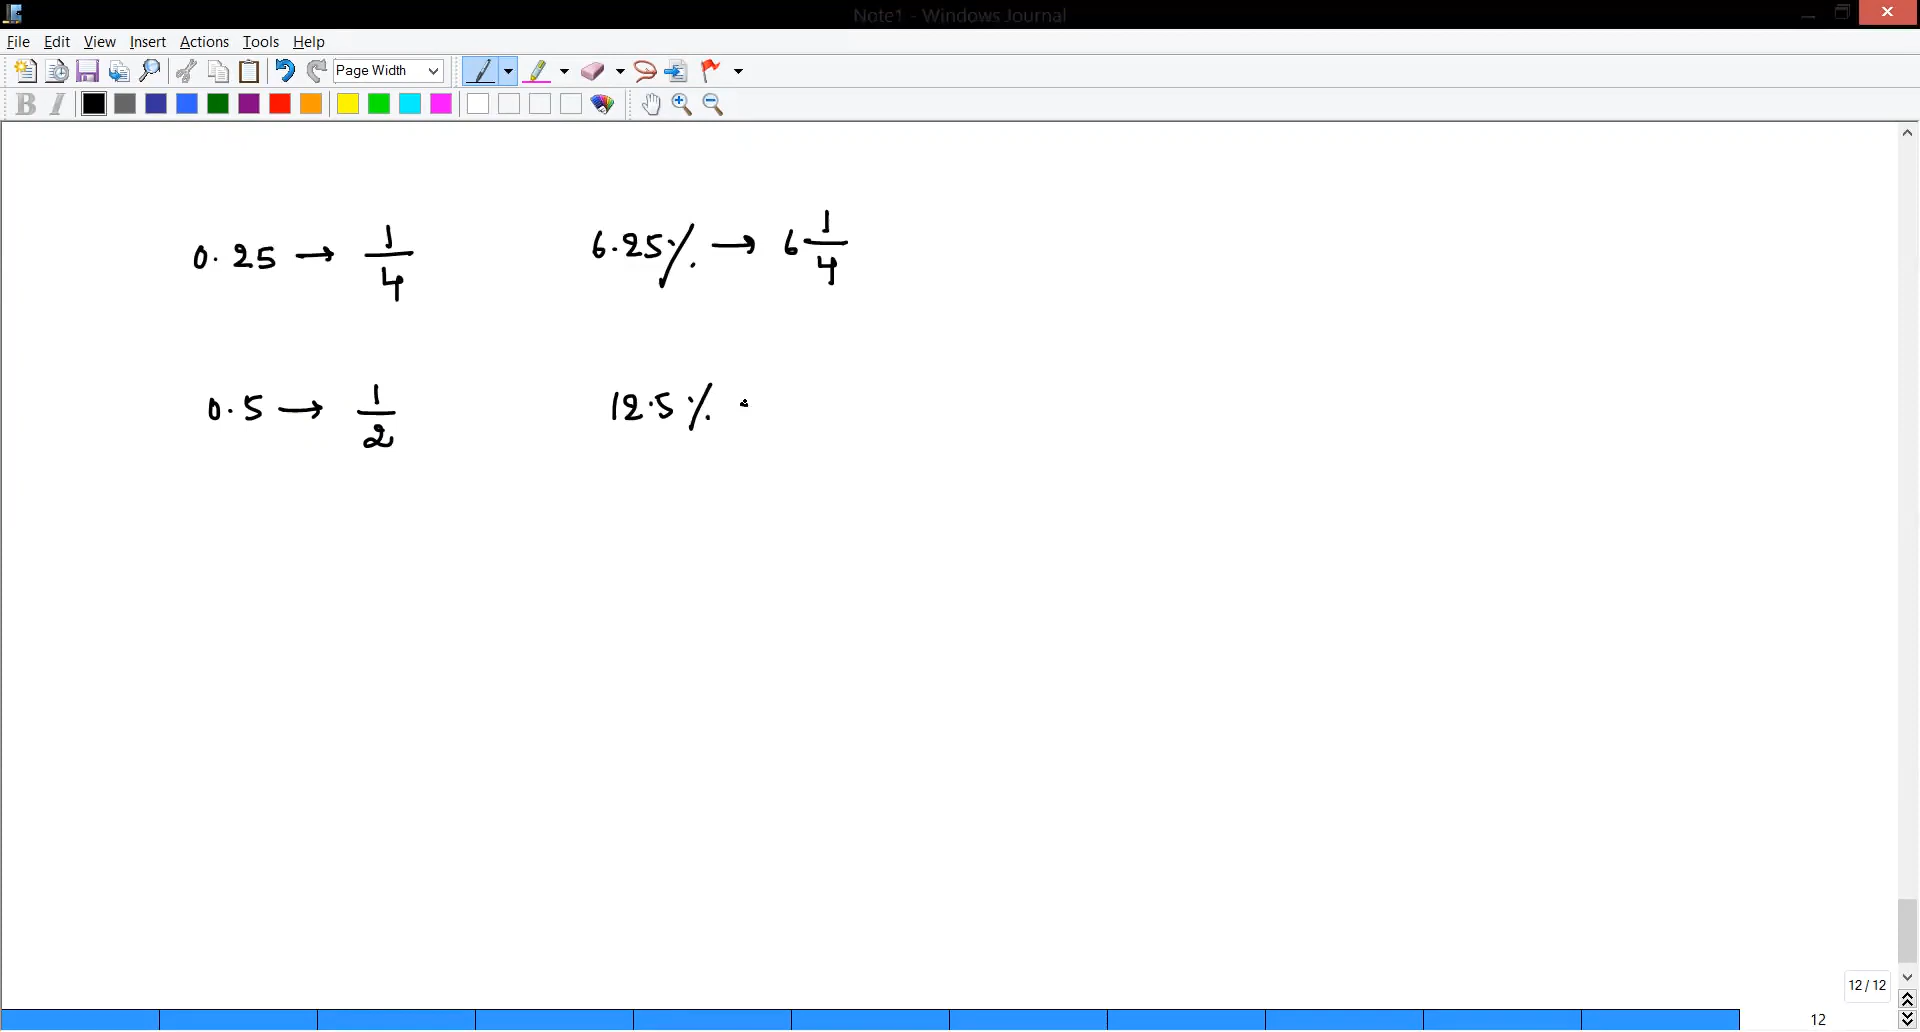 Note1 - Windows Journal
File Edit View Insert Actions Tools Help
Page Width
B I
0.25 → 1/4 6.25% → 6 1/4
0.5 → 1/2 12.5%
12 / 12
12